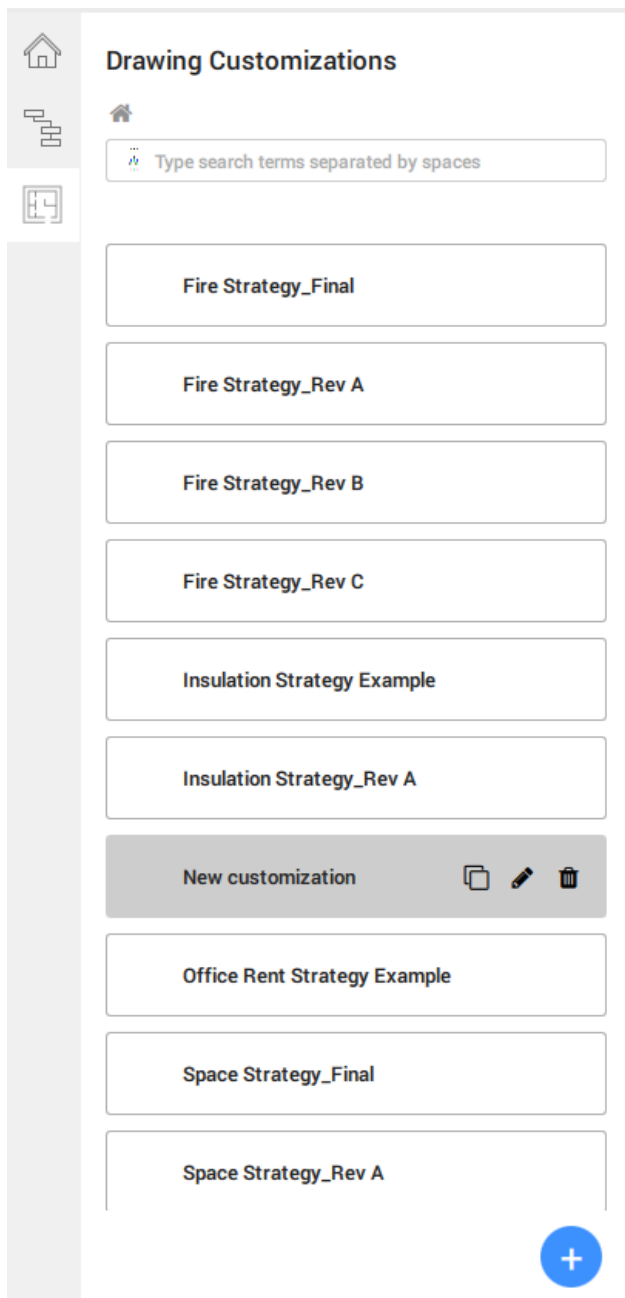 Drawing Customizations
Type search terms separated by spaces
Fire Strategy_Final
Fire Strategy_Rev A
Fire Strategy_Rev B
Fire Strategy_Rev C
Insulation Strategy Example
Insulation Strategy_Rev A
New customization
Office Rent Strategy Example
Space Strategy_Final
Space Strategy_Rev A
+